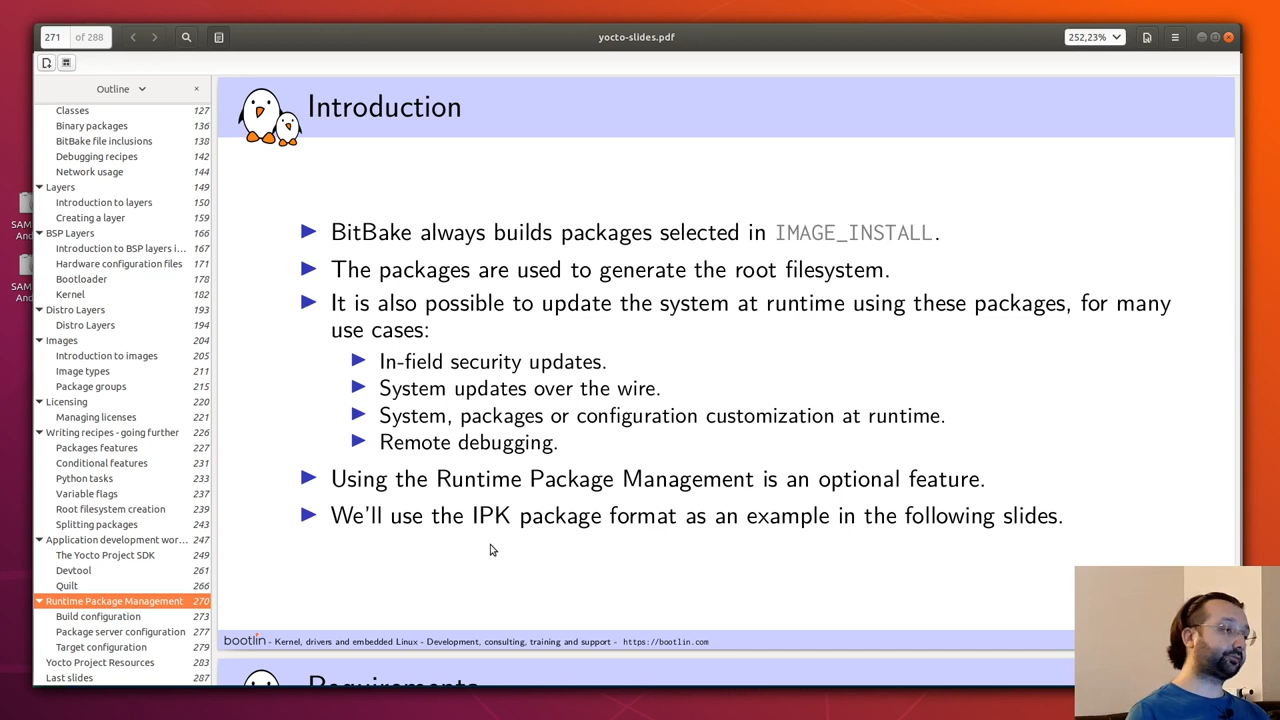 271 of 288
yocto-slides.pdf
252,23%
Outline
Classes 127
Binary packages 136
BitBake file inclusions 138
Debugging recipes 142
Network usage 144
Layers 149
Introduction to layers 150
Creating a layer 159
BSP Layers 166
Introduction to BSP layers i... 167
Hardware configuration files 171
Bootloader 178
Kernel 182
Distro Layers 193
Distro Layers 194
Images 204
Introduction to images 205
Image types 211
Package groups 215
Licensing 220
Managing licenses 221
Writing recipes - going further 226
Packages features 227
Conditional features 231
Python tasks 233
Variable flags 237
Root filesystem creation 239
Splitting packages 243
Application development wor... 247
The Yocto Project SDK 249
Devtool 261
Quilt 266
Runtime Package Management 270
Build configuration 273
Package server configuration 277
Target configuration 279
Yocto Project Resources 283
Last slides 287
SAM
And
SAM
And
Introduction
BitBake always builds packages selected in IMAGE_INSTALL.
The packages are used to generate the root filesystem.
It is also possible to update the system at runtime using these packages, for many
use cases:
In-field security updates.
System updates over the wire.
System, packages or configuration customization at runtime.
Remote debugging.
Using the Runtime Package Management is an optional feature.
We'll use the IPK package format as an example in the following slides.
bootlin - Kernel, drivers and embedded Linux - Development, consulting, training and support - https://bootlin.com
Requirements